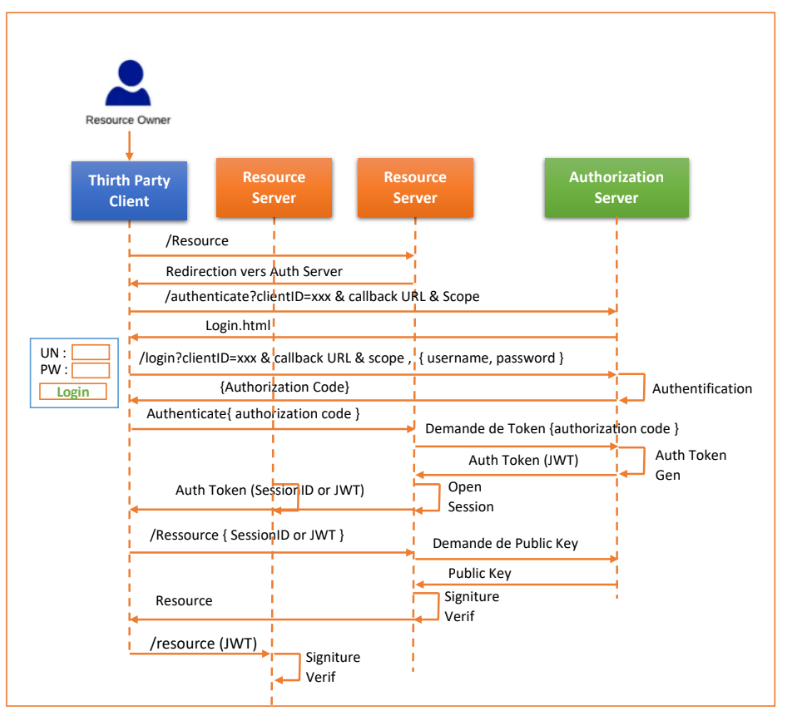 Resource Owner
Thirth Party
Client
Resource
Server
Resource
Server
Authorization
Server
/Resource
Redirection vers Auth Server
/authenticate?clientID=xxx & callback URL & Scope
Login.html
UN :
PW :
Login
/login?clientID=xxx & callback URL & scope , { username, password }
{Authorization Code}
Authentification
Authenticate{ authorization code }
Demande de Token {authorization code }
Auth Token (JWT)
Auth Token
Gen
Auth Token (SessionID or JWT)
Open
Session
/Ressource { SessionID or JWT }
Demande de Public Key
Public Key
Resource
Signiture
Verif
/resource (JWT)
Signiture
Verif